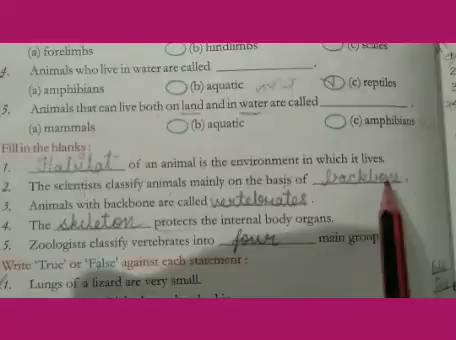 (a) forelimbs (b) hindlimbs (c) scales
4. Animals who live in water are called
(a) amphibians (b) aquatic (c) reptiles
5. Animals that can live both on land and in water are called
(a) mammals (b) aquatic (c) amphibians
Fill in the blanks :
1. Habitat of an animal is the environment in which it lives.
2. The scientists classify animals mainly on the basis of backbone.
3. Animals with backbone are called vertebrates.
4. The skileton protects the internal body organs.
5. Zoologists classify vertebrates into four main group
Write 'True' or 'False' against each statement :
1. Lungs of a lizard are very small.